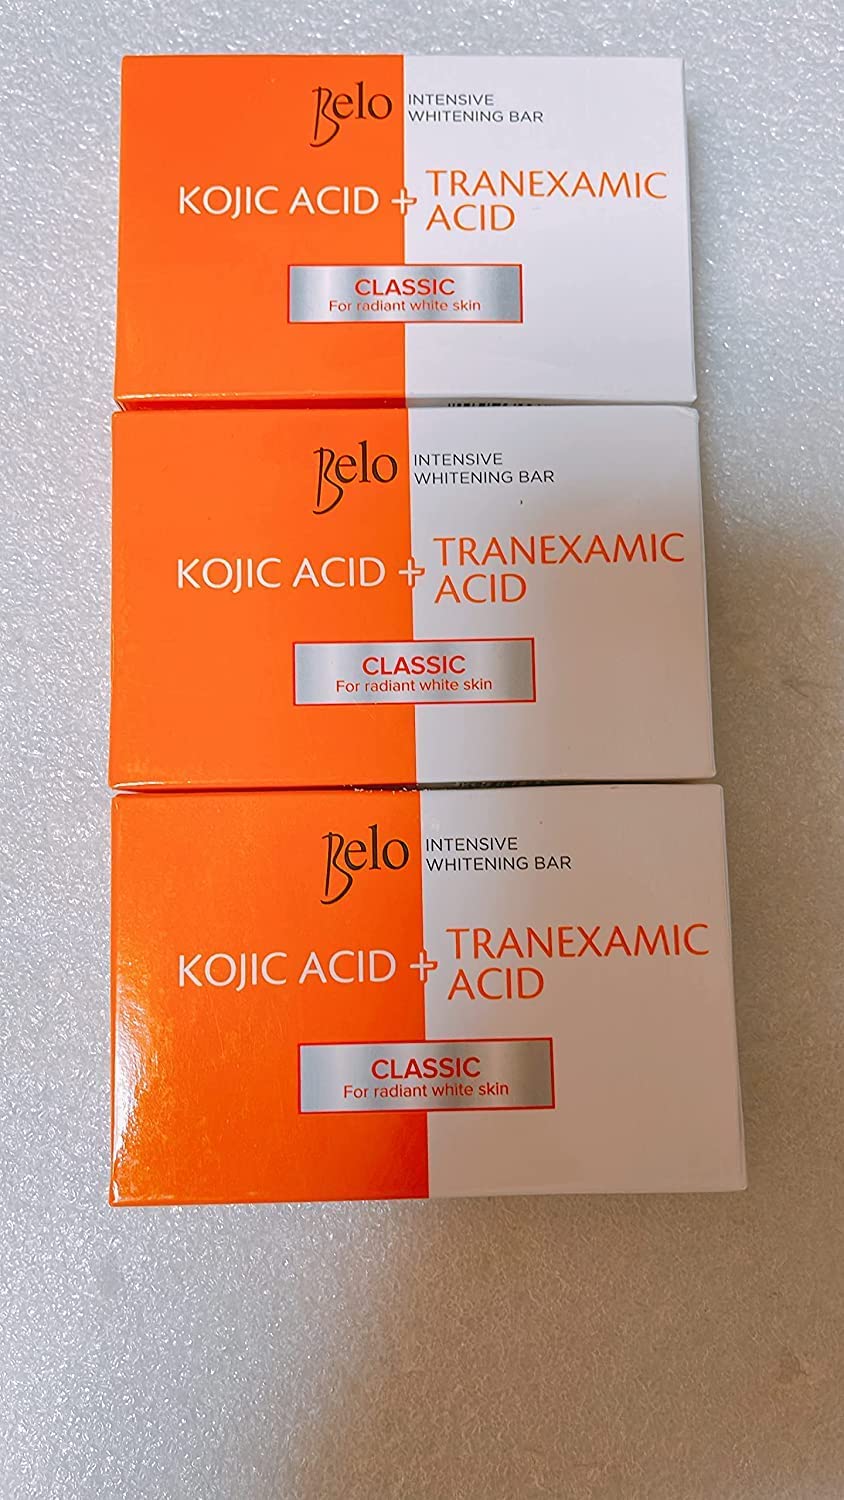 Belo INTENSIVE
WHITENING BAR
KOJIC ACID + TRANEXAMIC
ACID
CLASSIC
For radiant white skin
Belo INTENSIVE
WHITENING BAR
KOJIC ACID + TRANEXAMIC
ACID
CLASSIC
For radiant white skin
Belo INTENSIVE
WHITENING BAR
KOJIC ACID + TRANEXAMIC
ACID
CLASSIC
For radiant white skin